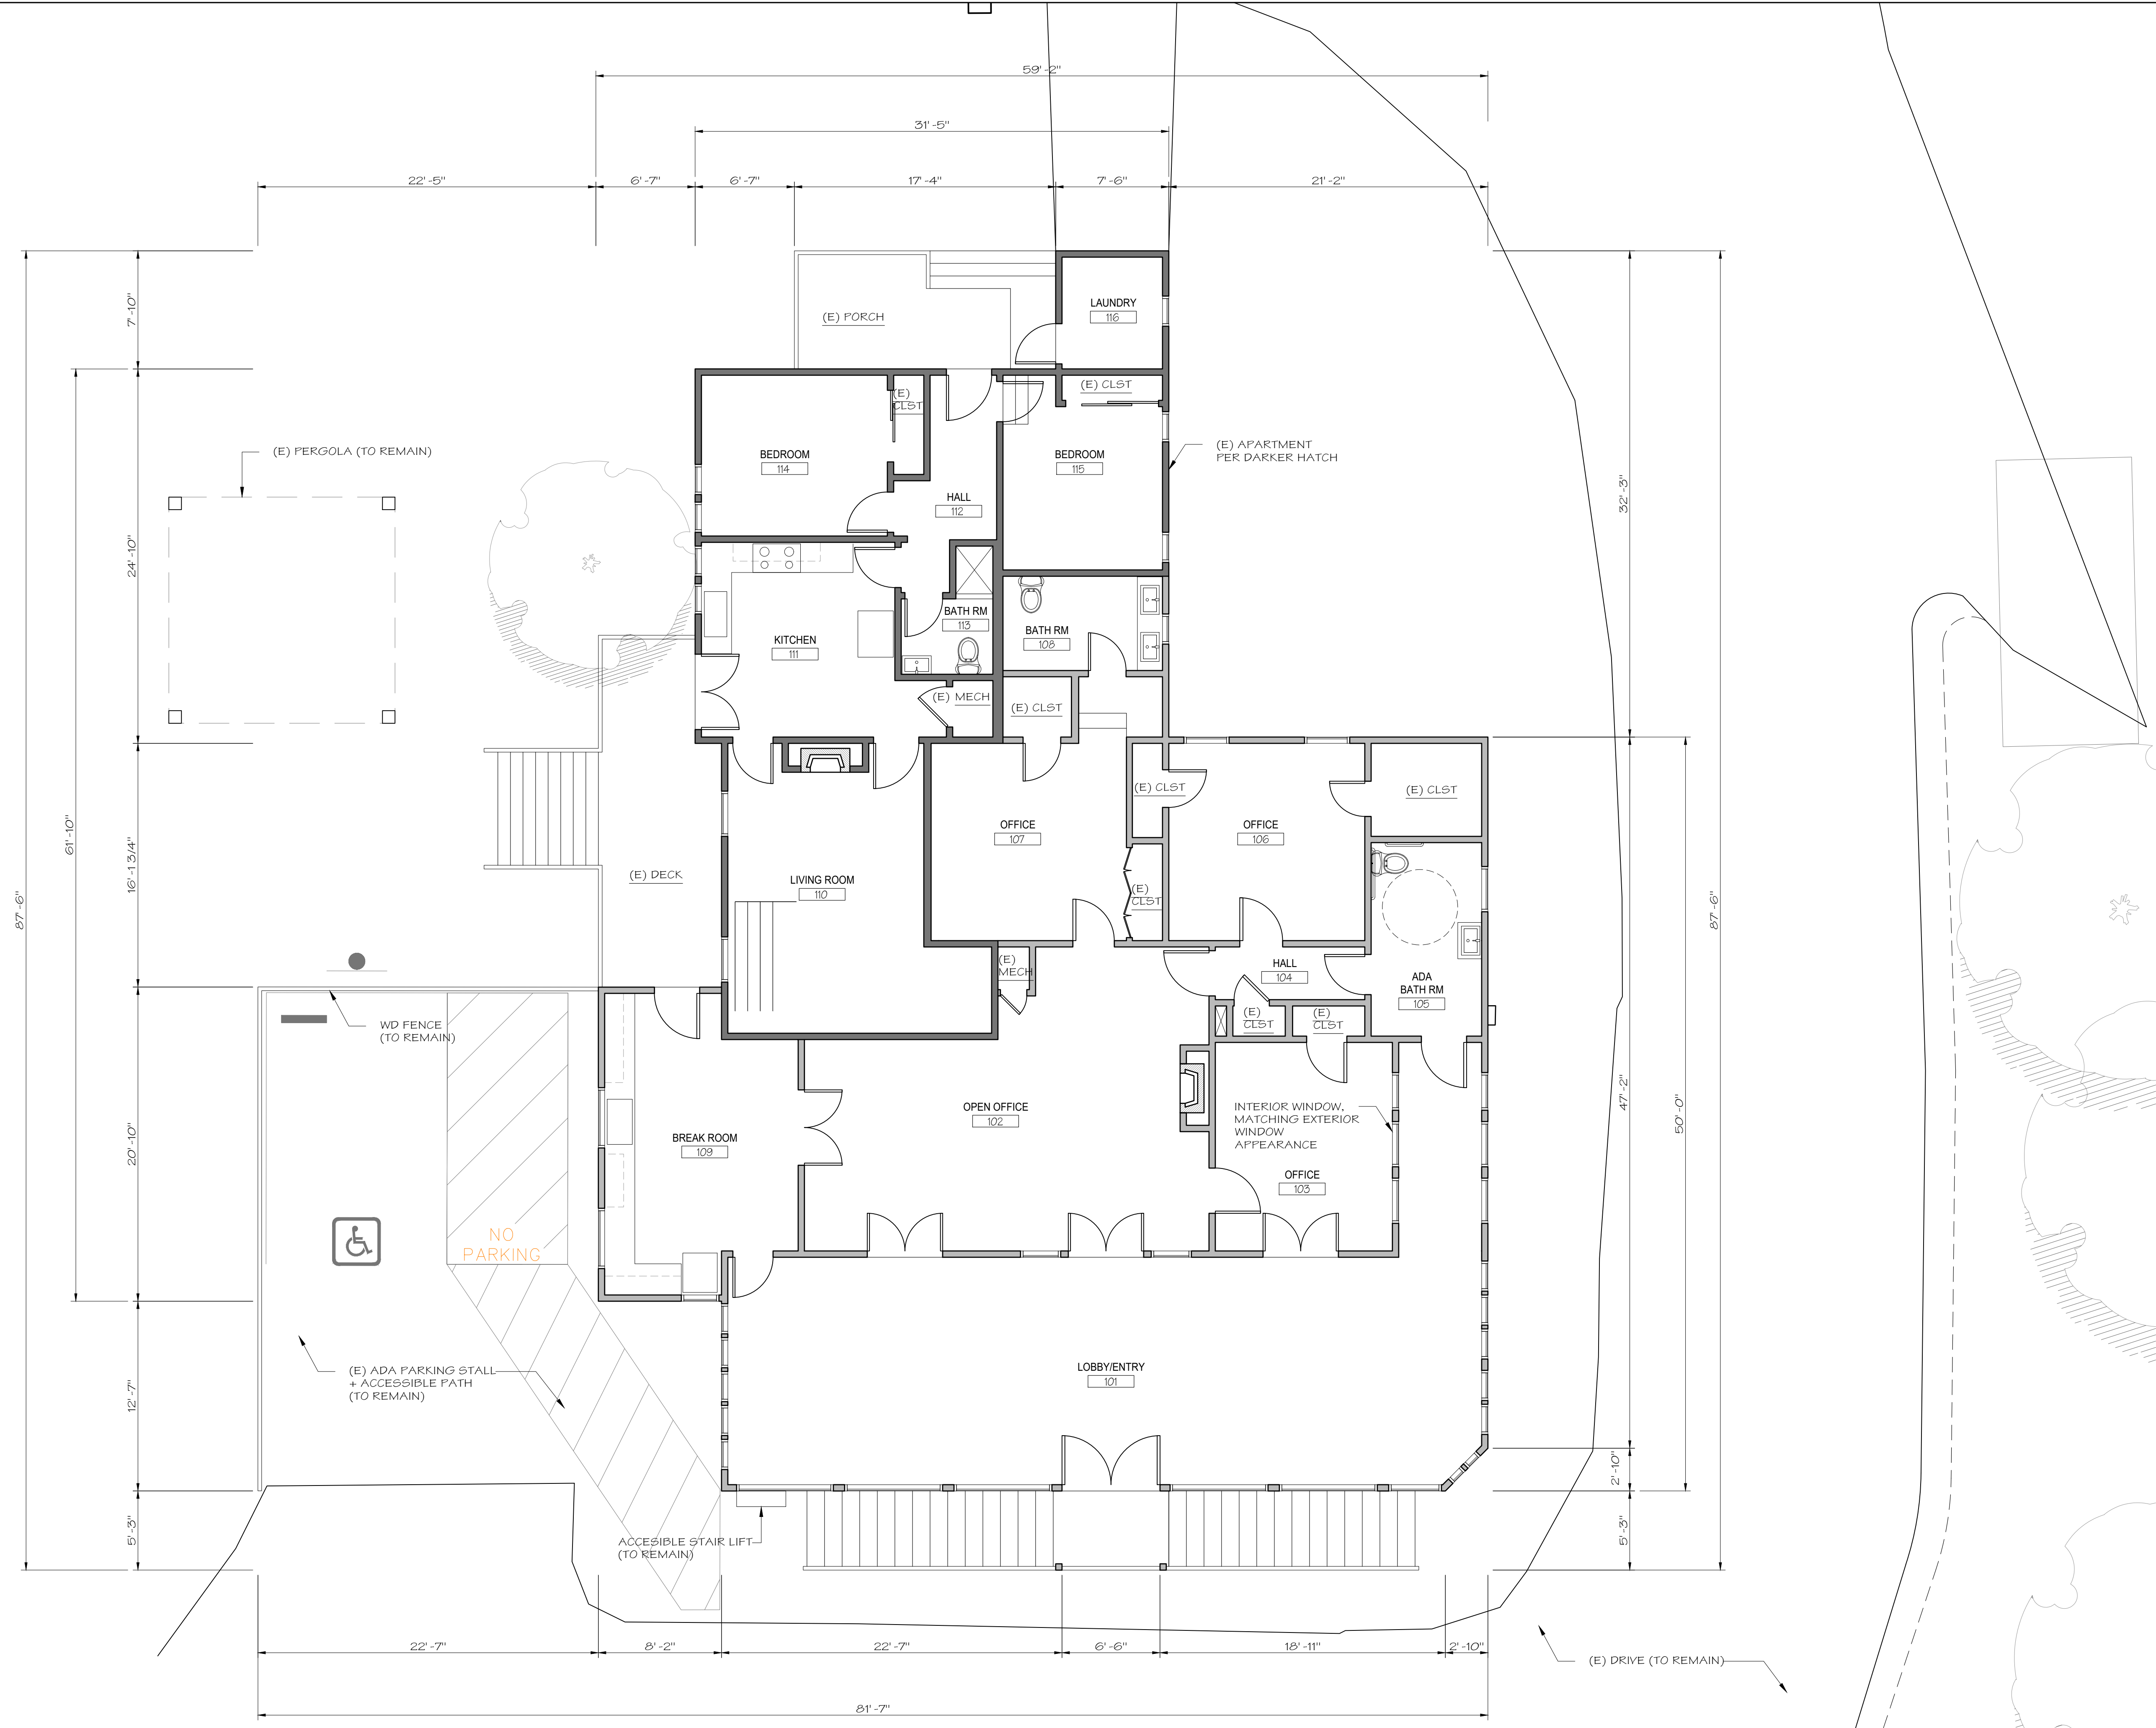 59'-2"
31'-5"
22'-5"
6'-7"
6'-7"
17'-4"
7'-6"
21'-2"
7'-10"
LAUNDRY
116
(E) PORCH
(E) CLST
(E)
CLST
(E) PERGOLA (TO REMAIN)
BEDROOM
114
BEDROOM
115
(E) APARTMENT
PER DARKER HATCH
HALL
112
32'-3"
24'-10"
BATH RM
113
BATH RM
108
KITCHEN
111
(E) MECH
(E) CLST
61'-10"
87'-6"
16'-1 3/4"
(E) CLST
(E) CLST
OFFICE
107
OFFICE
106
(E) DECK
LIVING ROOM
110
(E)
CLST
87'-6"
(E)
MECH
HALL
104
ADA
BATH RM
105
WD FENCE
(TO REMAIN)
(E)
CLST
(E)
CLST
47'-2"
50'-0"
20'-10"
OPEN OFFICE
102
INTERIOR WINDOW,
MATCHING EXTERIOR
WINDOW
APPEARANCE
BREAK ROOM
109
OFFICE
103
NO
PARKING
LOBBY/ENTRY
101
(E) ADA PARKING STALL
+ ACCESSIBLE PATH
(TO REMAIN)
12'-7"
2'-10"
5'-3"
5'-3"
ACCESIBLE STAIR LIFT
(TO REMAIN)
22'-7"
8'-2"
22'-7"
6'-6"
18'-11"
2'-10"
(E) DRIVE (TO REMAIN)
81'-7"